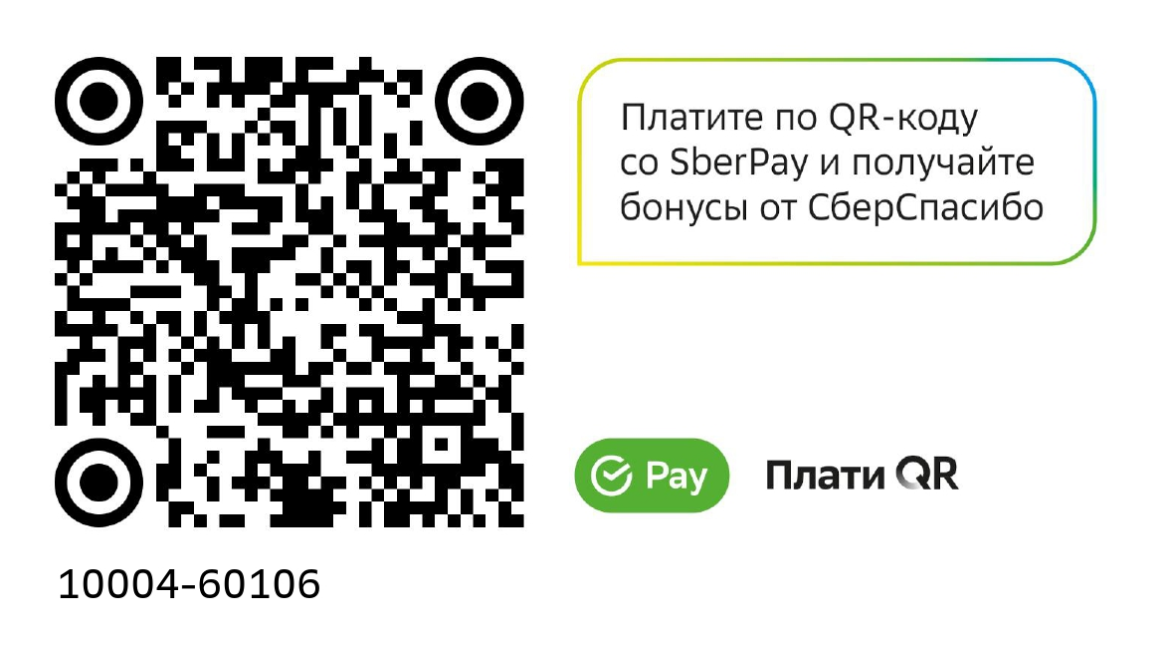 Платите по QR-коду
со SberPay и получайте
бонусы от СберСпасибо
Pay
Плати QR
10004-60106